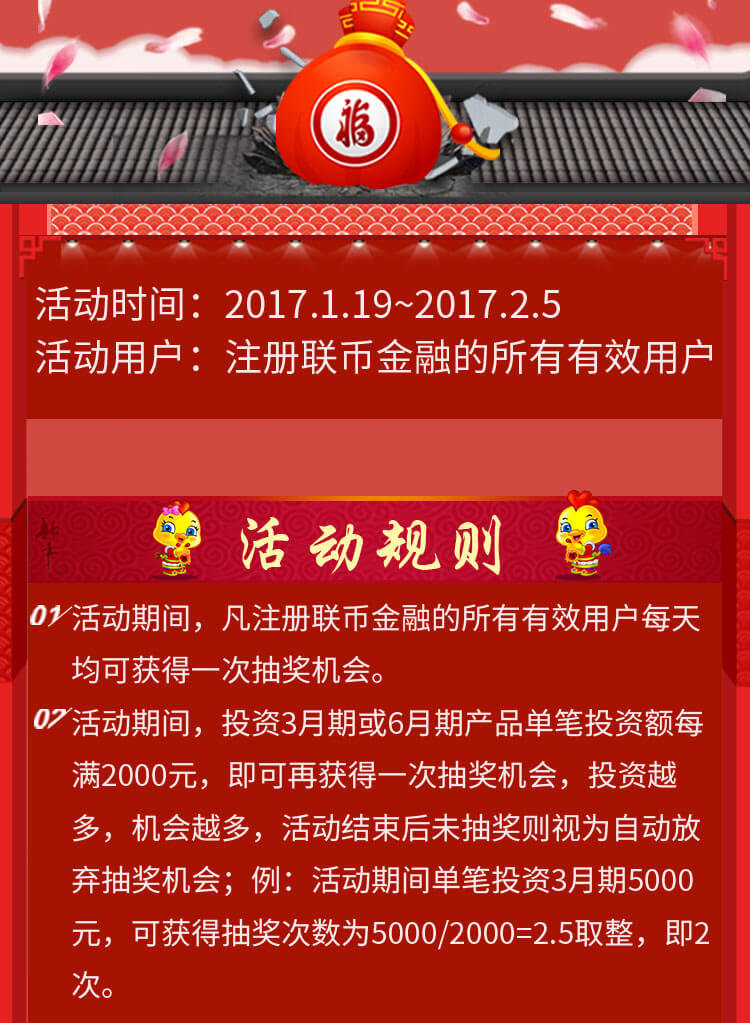 福
活动时间：2017.1.19~2017.2.5
活动用户：注册联币金融的所有有效用户
活动规则
01 活动期间，凡注册联币金融的所有有效用户每天
均可获得一次抽奖机会。
02 活动期间，投资3月期或6月期产品单笔投资额每
满2000元，即可再获得一次抽奖机会，投资越
多，机会越多，活动结束后未抽奖则视为自动放
弃抽奖机会；例：活动期间单笔投资3月期5000
元，可获得抽奖次数为5000/2000=2.5取整，即2
次。